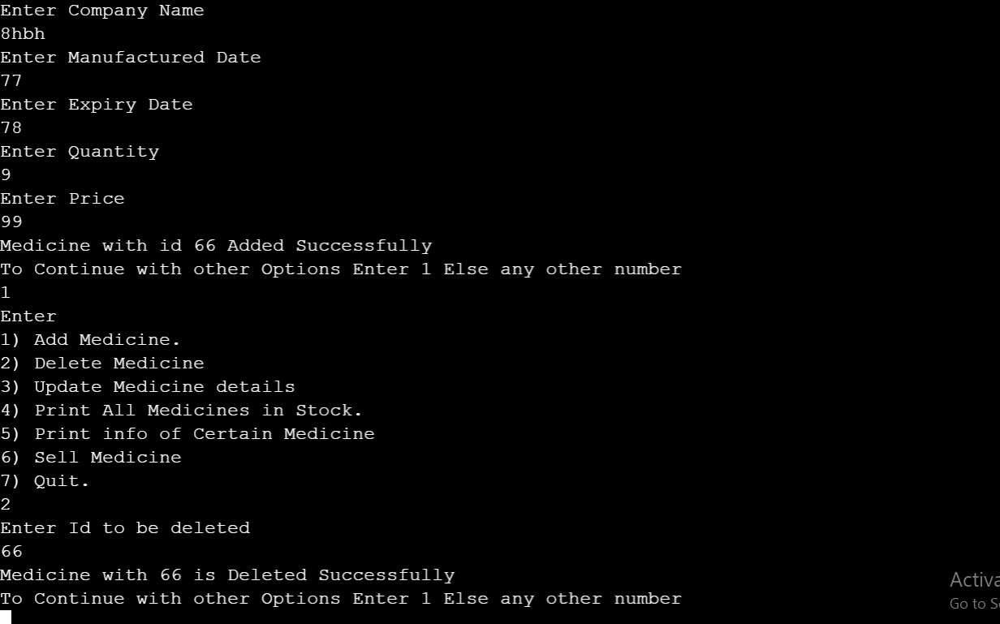 Enter Company Name
8hbh
Enter Manufactured Date
77
Enter Expiry Date
78
Enter Quantity
9
Enter Price
99
Medicine with id 66 Added Successfully
To Continue with other Options Enter 1 Else any other number
1
Enter
1) Add Medicine.
2) Delete Medicine
3) Update Medicine details
4) Print All Medicines in Stock.
5) Print info of Certain Medicine
6) Sell Medicine
7) Quit.
2
Enter Id to be deleted
66
Medicine with 66 is Deleted Successfully
To Continue with other Options Enter 1 Else any other number
Activa
Go to S